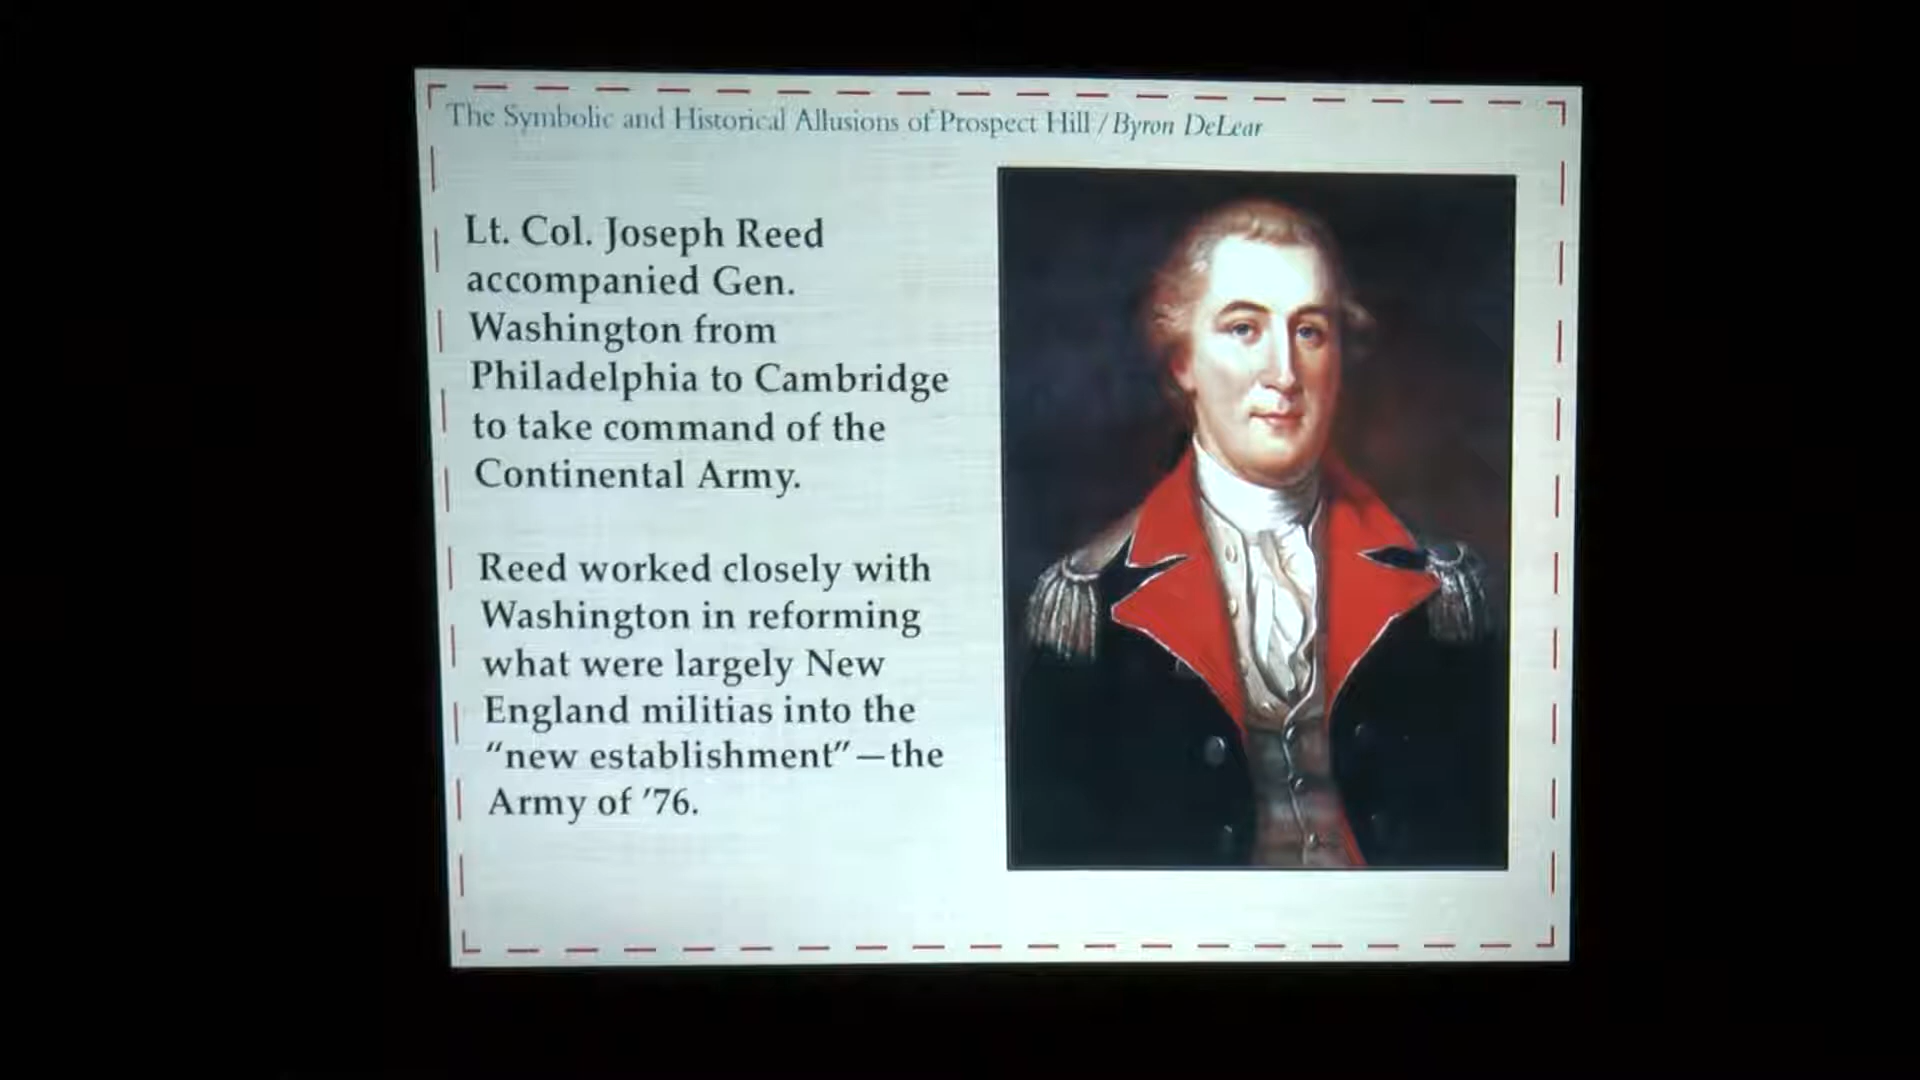 The Symbolic and Historical Allusions of Prospect Hill / Byron DeLear
Lt. Col. Joseph Reed
accompanied Gen.
Washington from
Philadelphia to Cambridge
to take command of the
Continental Army.
Reed worked closely with
Washington in reforming
what were largely New
England militias into the
“new establishment”—the
Army of ’76.